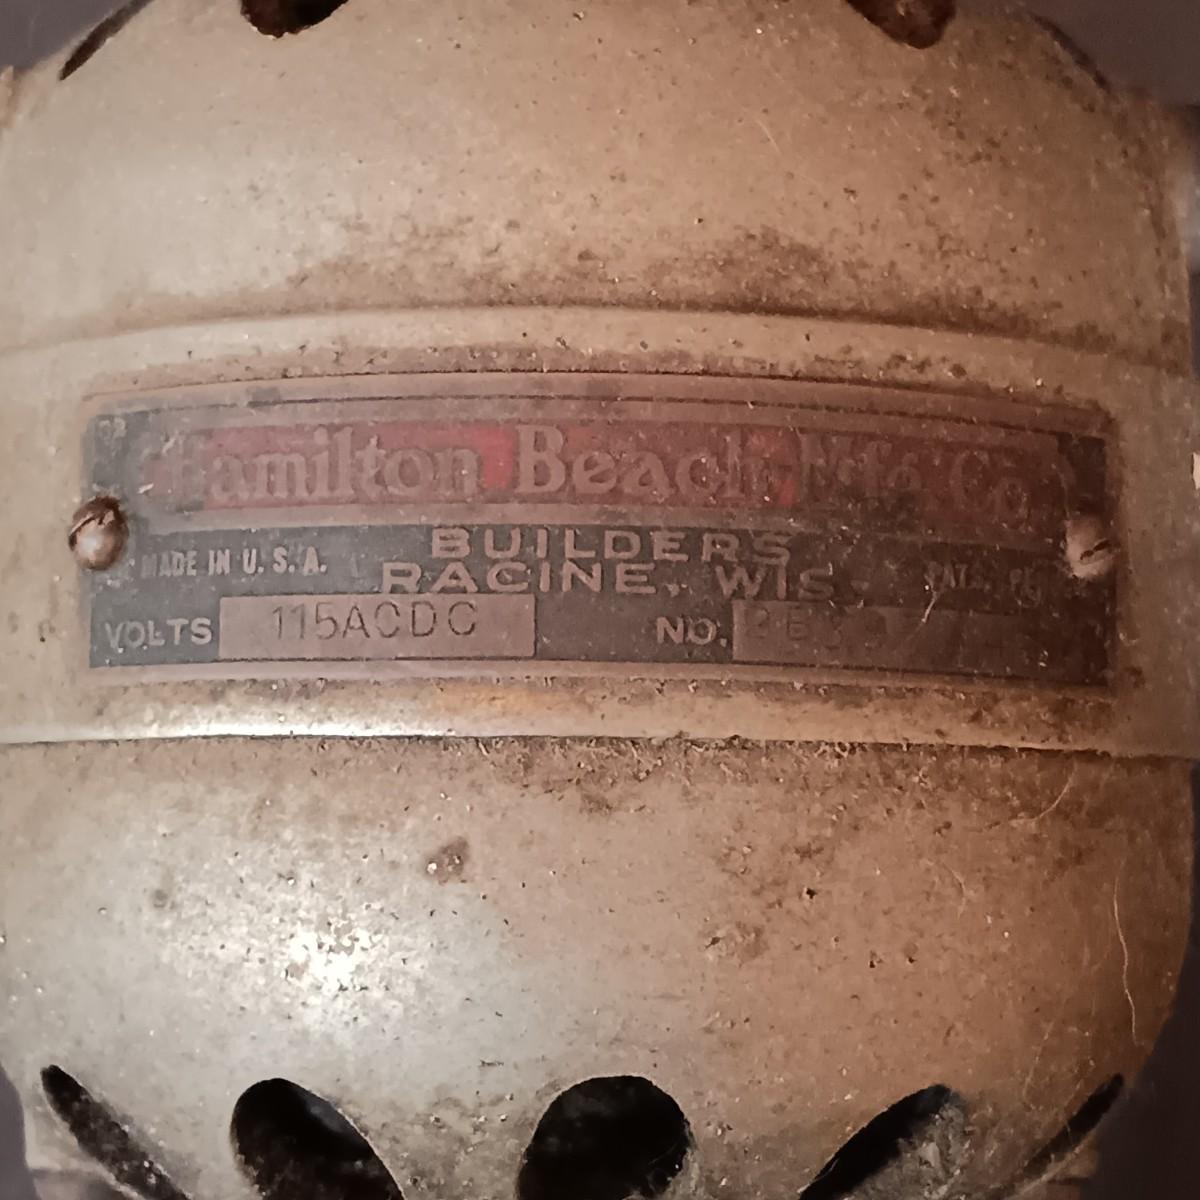 Hamilton Beach Mfg. Co.
BUILDERS
MADE IN U.S.A. RACINE, WIS.
VOLTS 115ACDC NO.